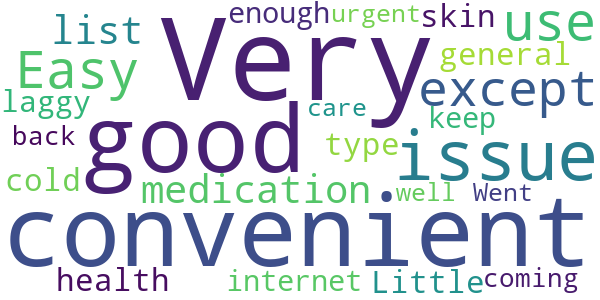 enough urgent skin
list Very use
Easy general
laggy except
care keep
back good type issue
cold medication well Went
convenient
health internet Little coming